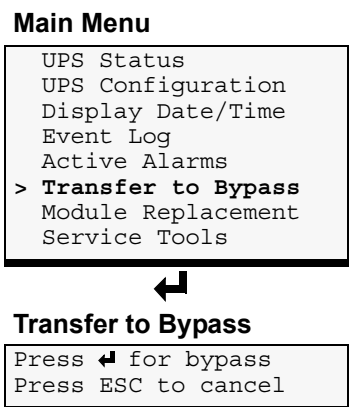 Main Menu
UPS Status
UPS Configuration
Display Date/Time
Event Log
Active Alarms
> Transfer to Bypass
Module Replacement
Service Tools
Transfer to Bypass
Press ↵ for bypass
Press ESC to cancel